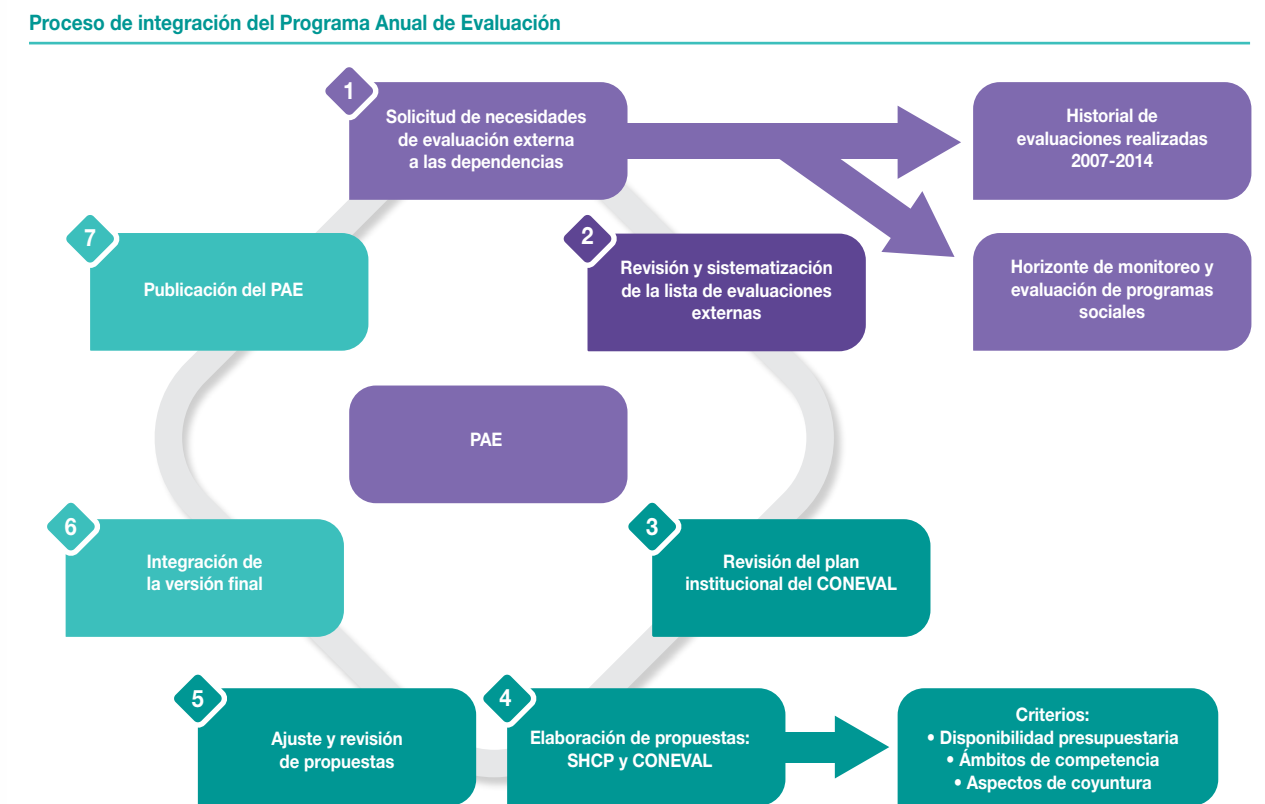 Proceso de integración del Programa Anual de Evaluación
1
Solicitud de necesidades
de evaluación externa
a las dependencias
Historial de
evaluaciones realizadas
2007-2014
Horizonte de monitoreo y
evaluación de programas
sociales
2
Revisión y sistematización
de la lista de evaluaciones
externas
7
Publicación del PAE
PAE
3
Revisión del plan
institucional del CONEVAL
6
Integración de
la versión final
5
Ajuste y revisión
de propuestas
4
Elaboración de propuestas:
SHCP y CONEVAL
Criterios:
• Disponibilidad presupuestaria
• Ámbitos de competencia
• Aspectos de coyuntura